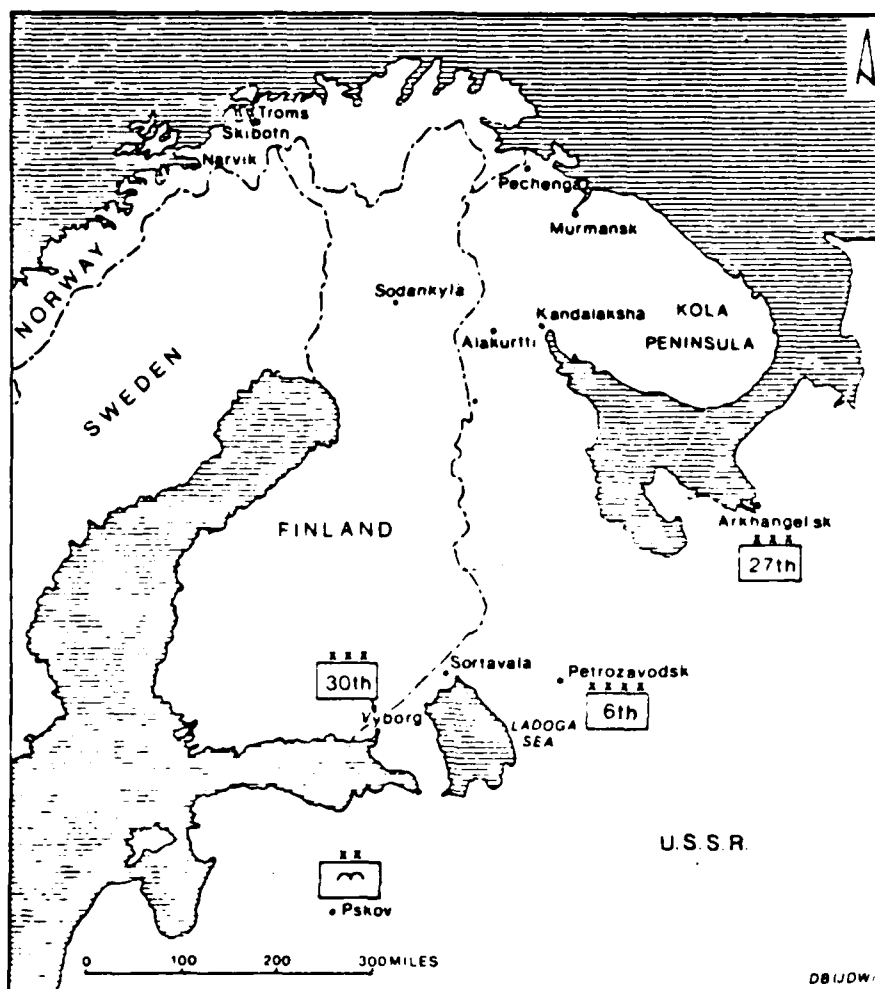 Troms
Skibotn
Narvik
Pechenga
Murmansk
NORWAY
Sodankyla
Kandalaksha
KOLA
PENINSULA
Alakurtti
SWEDEN
FINLAND
Arkhangelsk
x x x
27th
x x x
30th
Sortavala
Petrozavodsk
x x x x
6th
Vyborg
LADOGA
SEA
U.S.S.R.
x x
Pskov
0 100 200 300 MILES